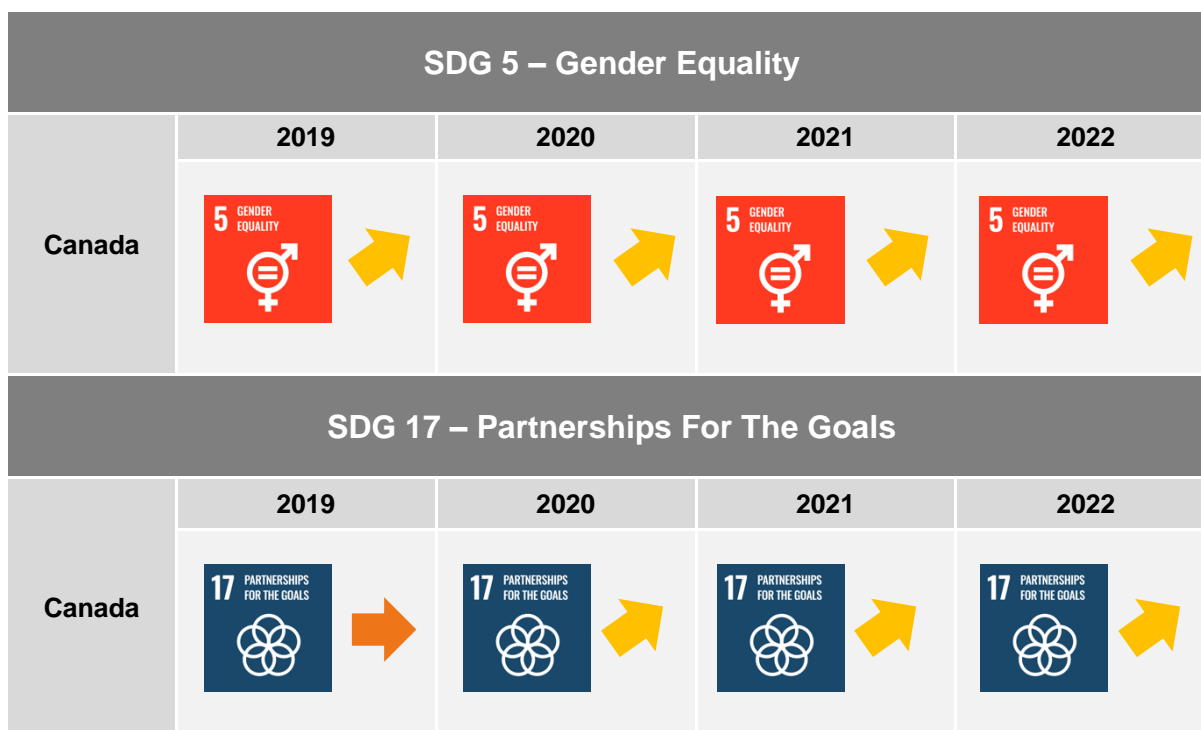 SDG 5 – Gender Equality
2019 2020 2021 2022
Canada
5 GENDER
EQUALITY
5 GENDER
EQUALITY
5 GENDER
EQUALITY
5 GENDER
EQUALITY
SDG 17 – Partnerships For The Goals
2019 2020 2021 2022
Canada
17 PARTNERSHIPS
FOR THE GOALS
17 PARTNERSHIPS
FOR THE GOALS
17 PARTNERSHIPS
FOR THE GOALS
17 PARTNERSHIPS
FOR THE GOALS